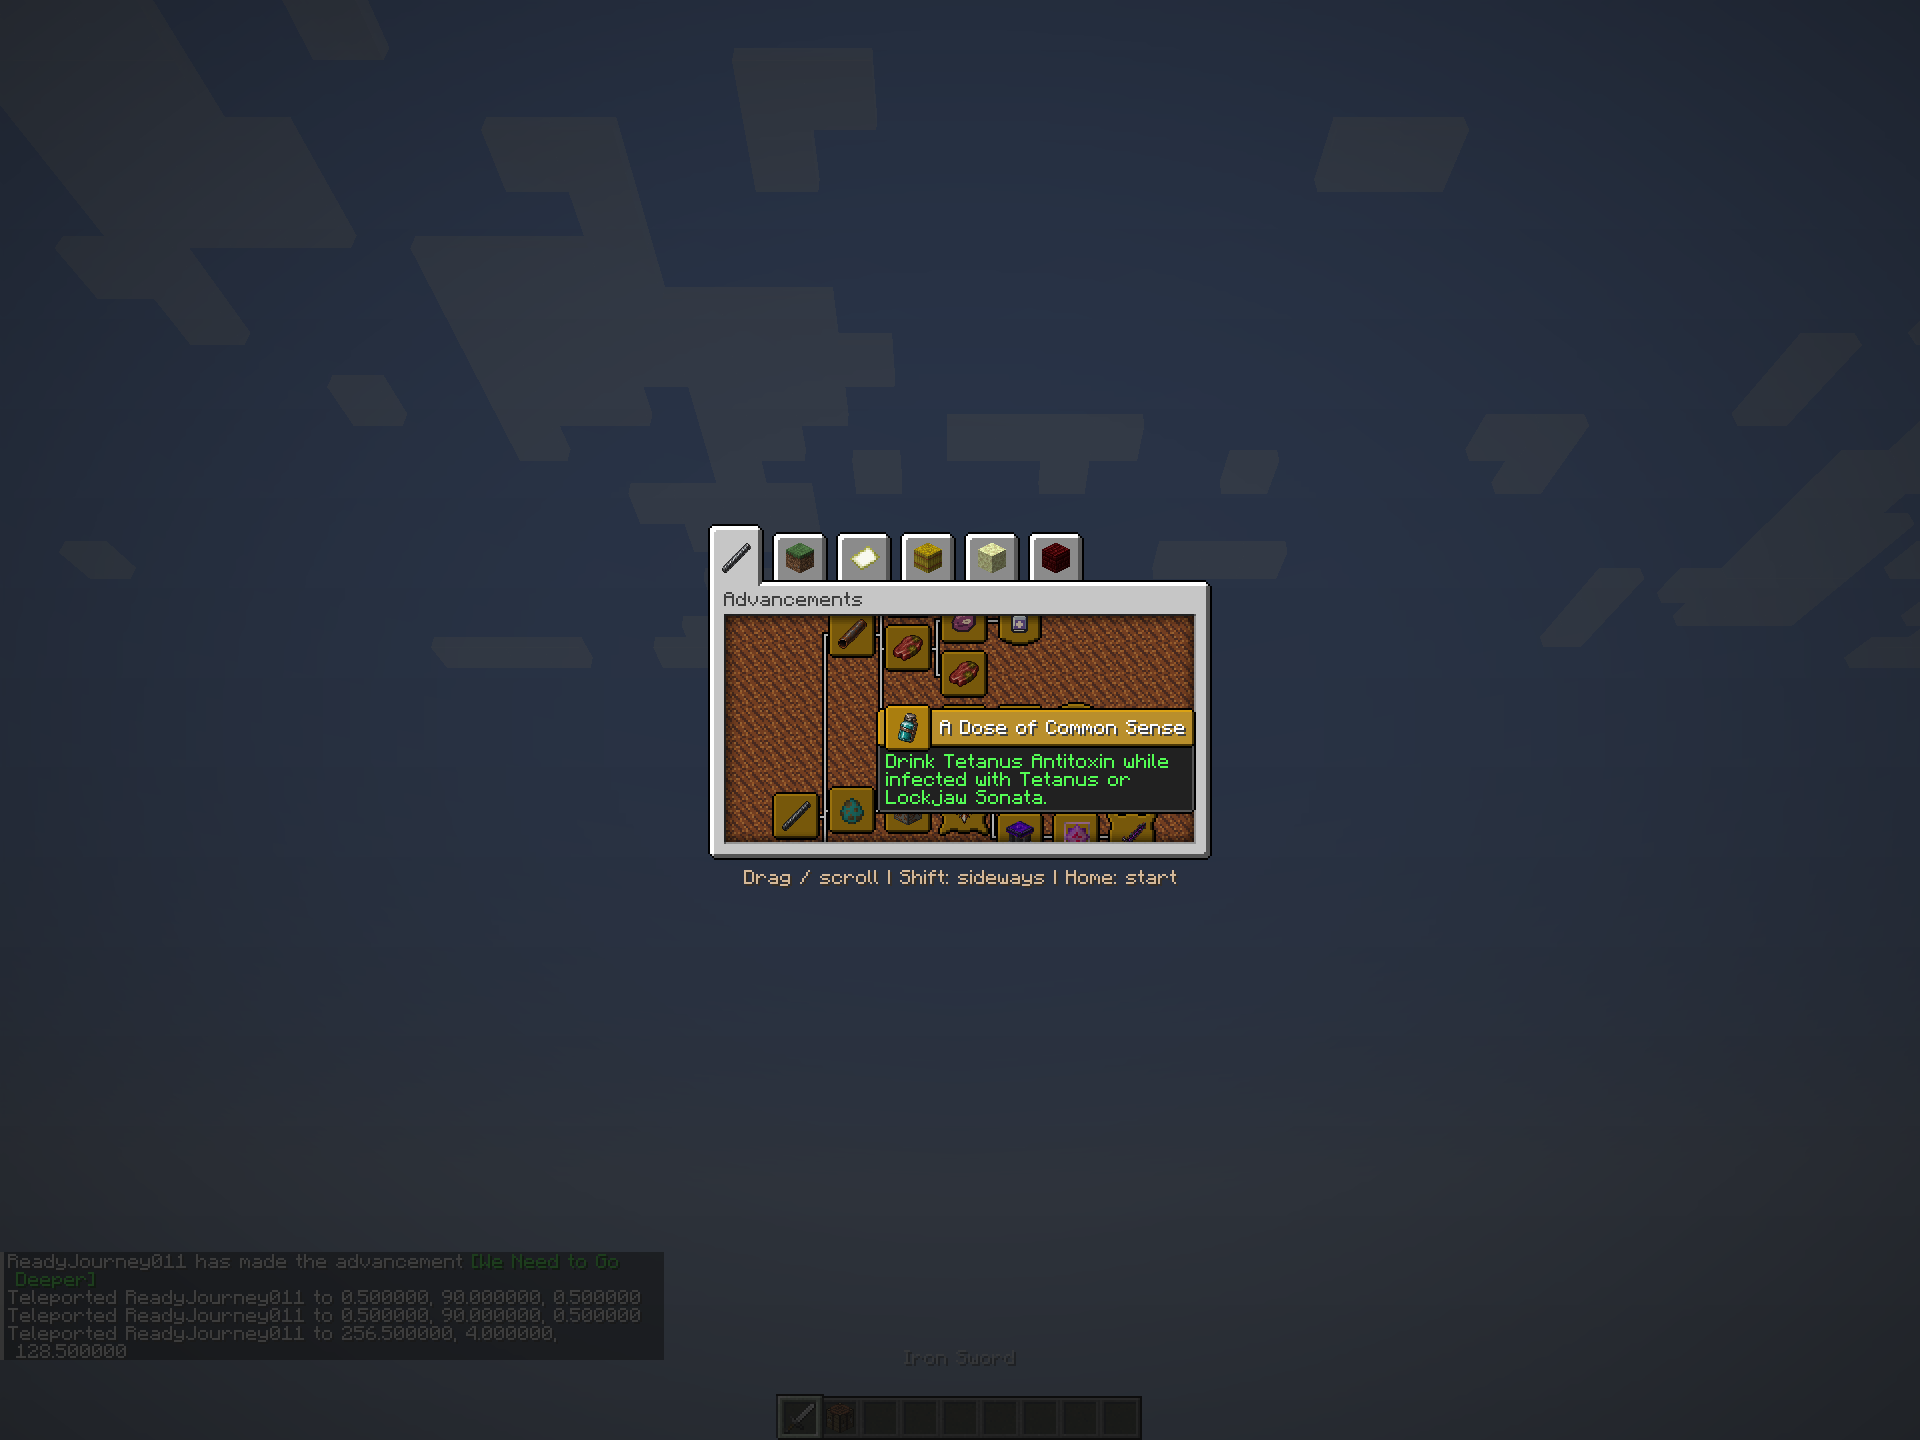 Advancements
A Dose of Common Sense
Drink Tetanus Antitoxin while
infected with Tetanus or
Lockjaw Sonata.
Drag / scroll | Shift: sideways | Home: start
ReadyJourney011 has made the advancement [We Need to Go
Deeper]
Teleported ReadyJourney011 to 0.500000, 90.000000, 0.500000
Teleported ReadyJourney011 to 0.500000, 90.000000, 0.500000
Teleported ReadyJourney011 to 256.500000, 4.000000,
128.500000
Iron Sword